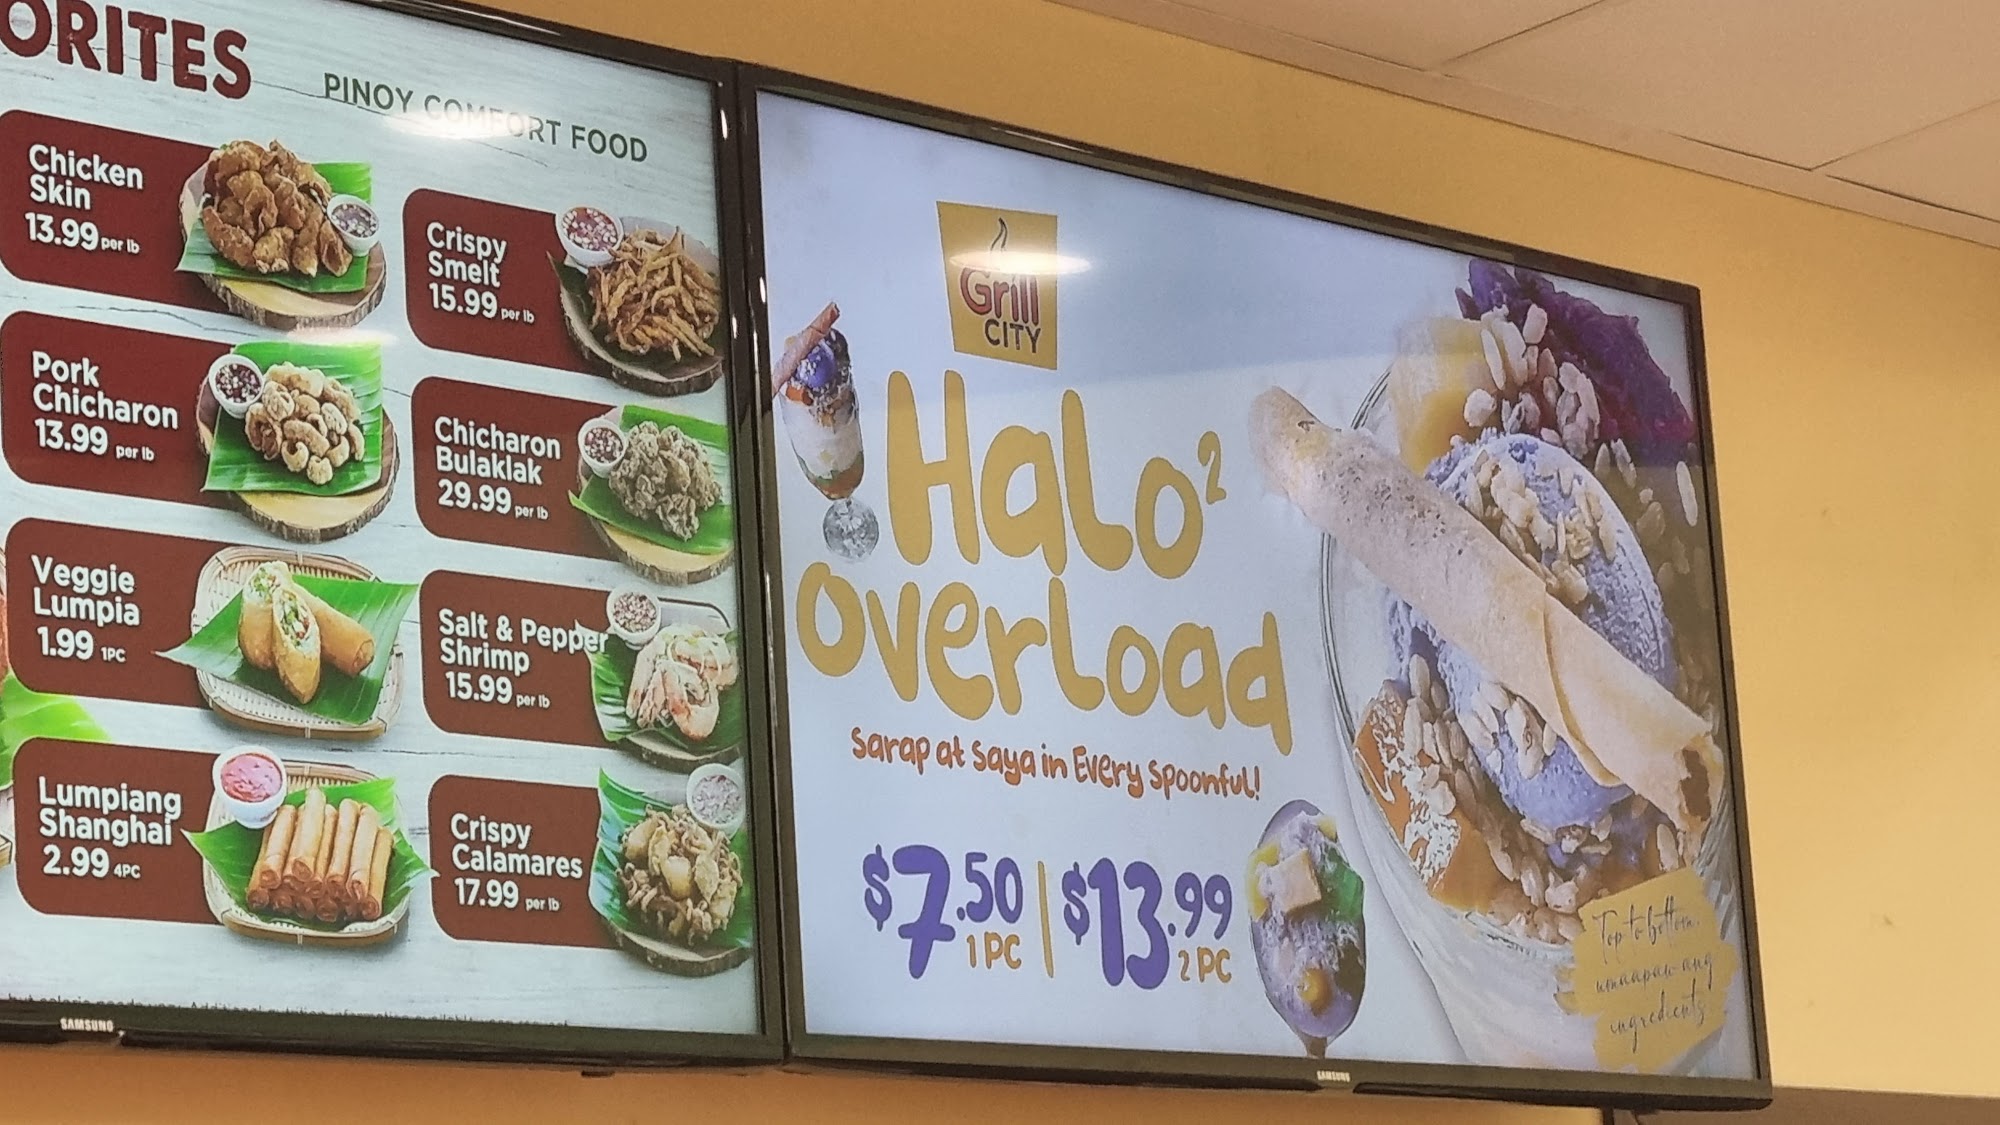 ORITES
PINOY COMFORT FOOD
Chicken
Skin
13.99 per lb
Crispy
Smelt
15.99 per lb
Pork
Chicharon
13.99 per lb
Chicharon
Bulaklak
29.99 per lb
Veggie
Lumpia
1.99 1PC
Salt & Pepper
Shrimp
15.99 per lb
Lumpiang
Shanghai
2.99 4PC
Crispy
Calamares
17.99 per lb
SAMSUNG
Grill
CITY
Halo²
Overload
Sarap at Saya in Every Spoonful!
$7.50 | $13.99
1 PC 2 PC
Top to bottom,
umaapaw ang
ingredients
SAMSUNG